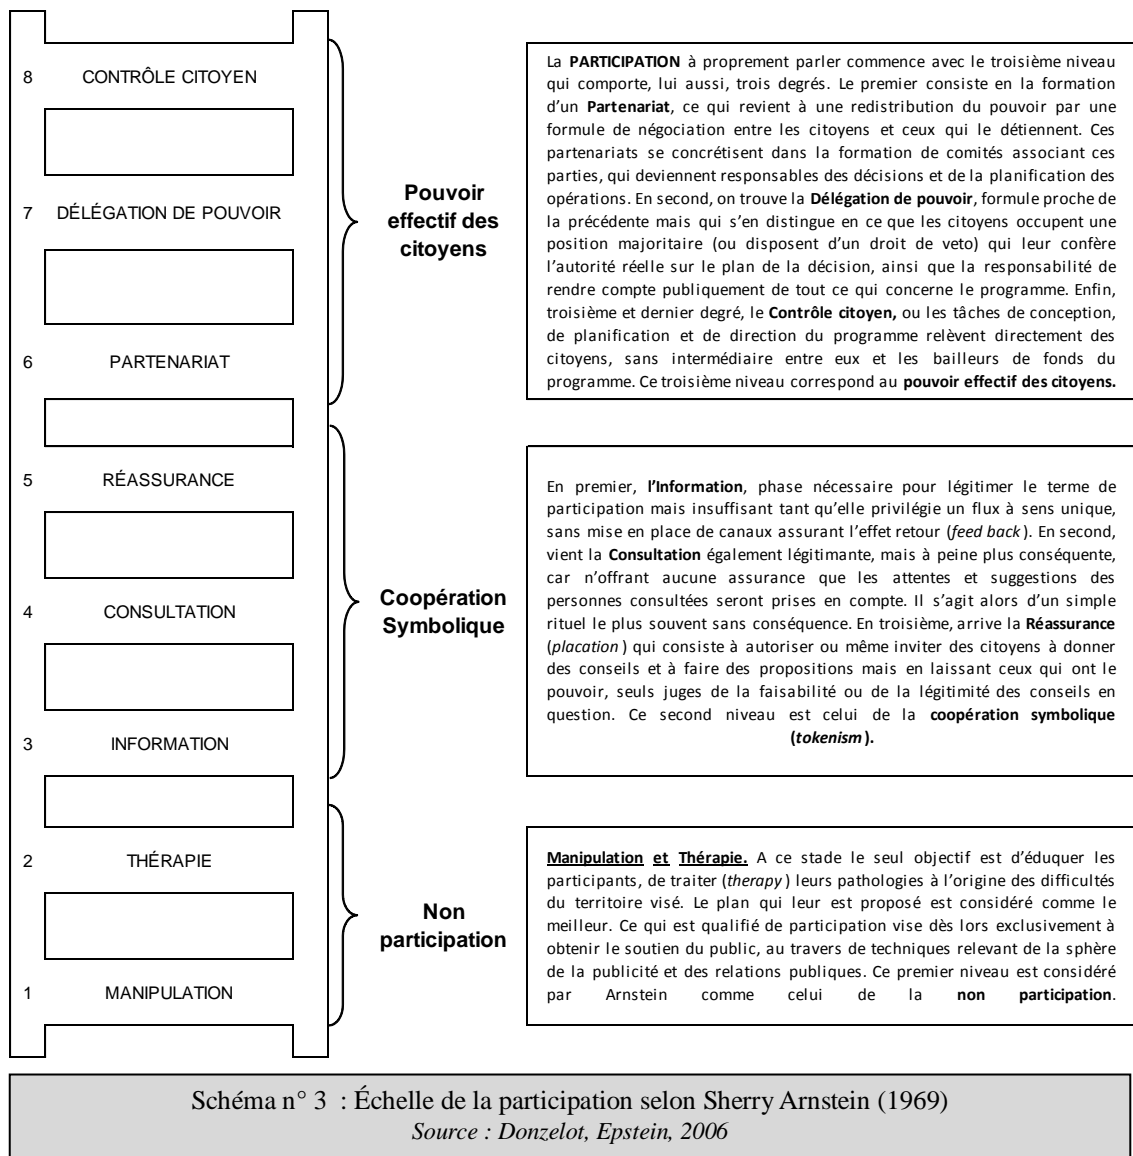 8 CONTRÔLE CITOYEN
7 DÉLÉGATION DE POUVOIR
6 PARTENARIAT
5 RÉASSURANCE
4 CONSULTATION
3 INFORMATION
2 THÉRAPIE
1 MANIPULATION
Pouvoir
effectif des
citoyens
Coopération
Symbolique
Non
participation
La PARTICIPATION à proprement parler commence avec le troisième niveau
qui comporte, lui aussi, trois degrés. Le premier consiste en la formation
d'un Partenariat, ce qui revient à une redistribution du pouvoir par une
formule de négociation entre les citoyens et ceux qui le détiennent. Ces
partenariats se concrétisent dans la formation de comités associant ces
parties, qui deviennent responsables des décisions et de la planification des
opérations. En second, on trouve la Délégation de pouvoir, formule proche de
la précédente mais qui s'en distingue en ce que les citoyens occupent une
position majoritaire (ou disposent d'un droit de veto) qui leur confère
l'autorité réelle sur le plan de la décision, ainsi que la responsabilité de
rendre compte publiquement de tout ce qui concerne le programme. Enfin,
troisième et dernier degré, le Contrôle citoyen, ou les tâches de conception,
de planification et de direction du programme relèvent directement des
citoyens, sans intermédiaire entre eux et les bailleurs de fonds du
programme. Ce troisième niveau correspond au pouvoir effectif des citoyens.
En premier, l'Information, phase nécessaire pour légitimer le terme de
participation mais insuffisant tant qu'elle privilégie un flux à sens unique,
sans mise en place de canaux assurant l'effet retour (feed back). En second,
vient la Consultation également légitimante, mais à peine plus conséquente,
car n'offrant aucune assurance que les attentes et suggestions des
personnes consultées seront prises en compte. Il s'agit alors d'un simple
rituel le plus souvent sans conséquence. En troisième, arrive la Réassurance
(placation) qui consiste à autoriser ou même inviter des citoyens à donner
des conseils et à faire des propositions mais en laissant ceux qui ont le
pouvoir, seuls juges de la faisabilité ou de la légitimité des conseils en
question. Ce second niveau est celui de la coopération symbolique
(tokenism).
Manipulation et Thérapie. A ce stade le seul objectif est d'éduquer les
participants, de traiter (therapy) leurs pathologies à l'origine des difficultés
du territoire visé. Le plan qui leur est proposé est considéré comme le
meilleur. Ce qui est qualifié de participation vise dès lors exclusivement à
obtenir le soutien du public, au travers de techniques relevant de la sphère
de la publicité et des relations publiques. Ce premier niveau est considéré
par Arnstein comme celui de la non participation.
Schéma n° 3 : Échelle de la participation selon Sherry Arnstein (1969)
Source : Donzelot, Epstein, 2006